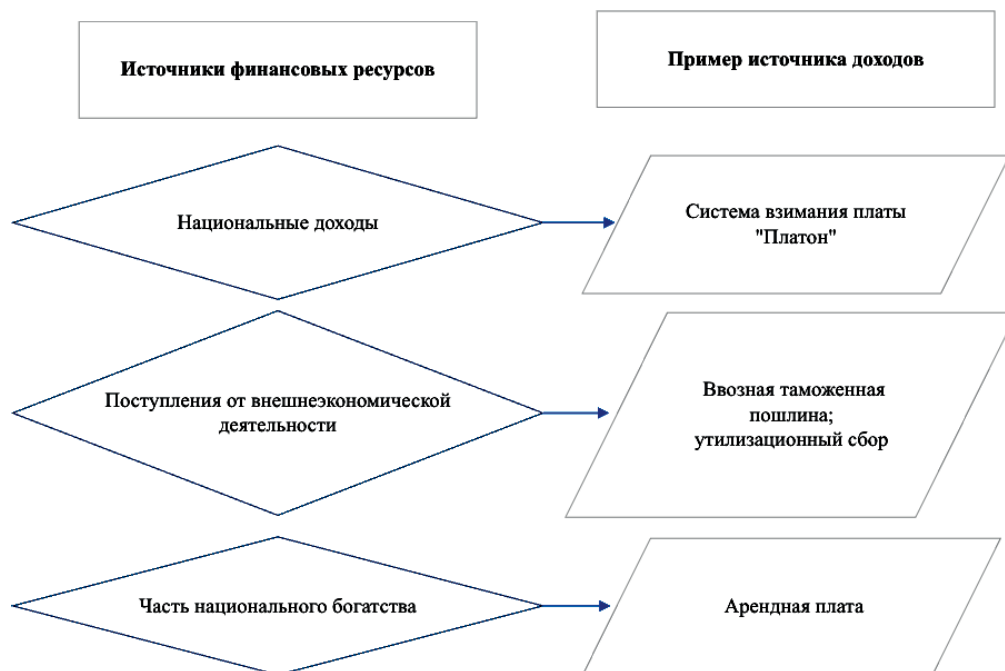 Источники финансовых ресурсов
Пример источника доходов
Национальные доходы
Система взимания платы
"Платон"
Поступления от внешнеэкономической
деятельности
Ввозная таможенная
пошлина;
утилизационный сбор
Часть национального богатства
Арендная плата